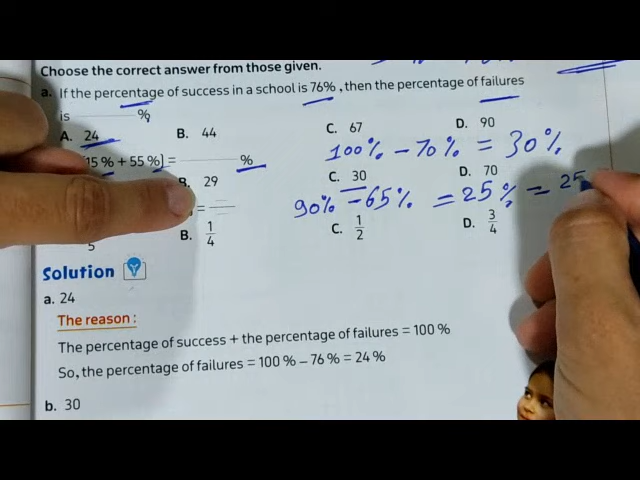 Choose the correct answer from those given.
a. If the percentage of success in a school is 76%, then the percentage of failures
is %
A. 24 B. 44 C. 67 D. 90
100% - 70% = 30%
15% + 55%] = %
B. 29 C. 30 D. 70
90% - 65% = 25% = 25
=
5 B. 1/4 C. 1/2 D. 3/4
Solution
a. 24
The reason:
The percentage of success + the percentage of failures = 100 %
So, the percentage of failures = 100 % – 76 % = 24 %
b. 30